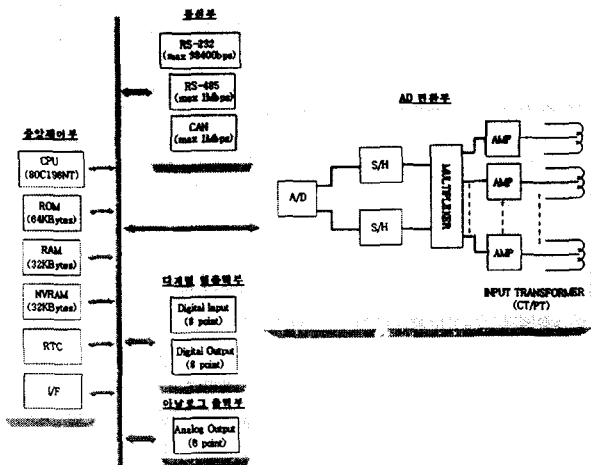 통신부
RS-232
(max 38400bps)
RS-485
(max 1Mbps)
CAN
(max 1Mbps)
중앙제어부
CPU
(80C196NT)
ROM
(64KBytes)
RAM
(32KBytes)
NVRAM
(32KBytes)
RTC
I/F
AD 변환부
A/D
S/H
S/H
MULTIPLEXER
AMP
AMP
AMP
INPUT TRANSFORMER
(CT/PT)
디지털 입출력부
Digital Input
(8 point)
Digital Output
(8 point)
아날로그 출력부
Analog Output
(8 point)